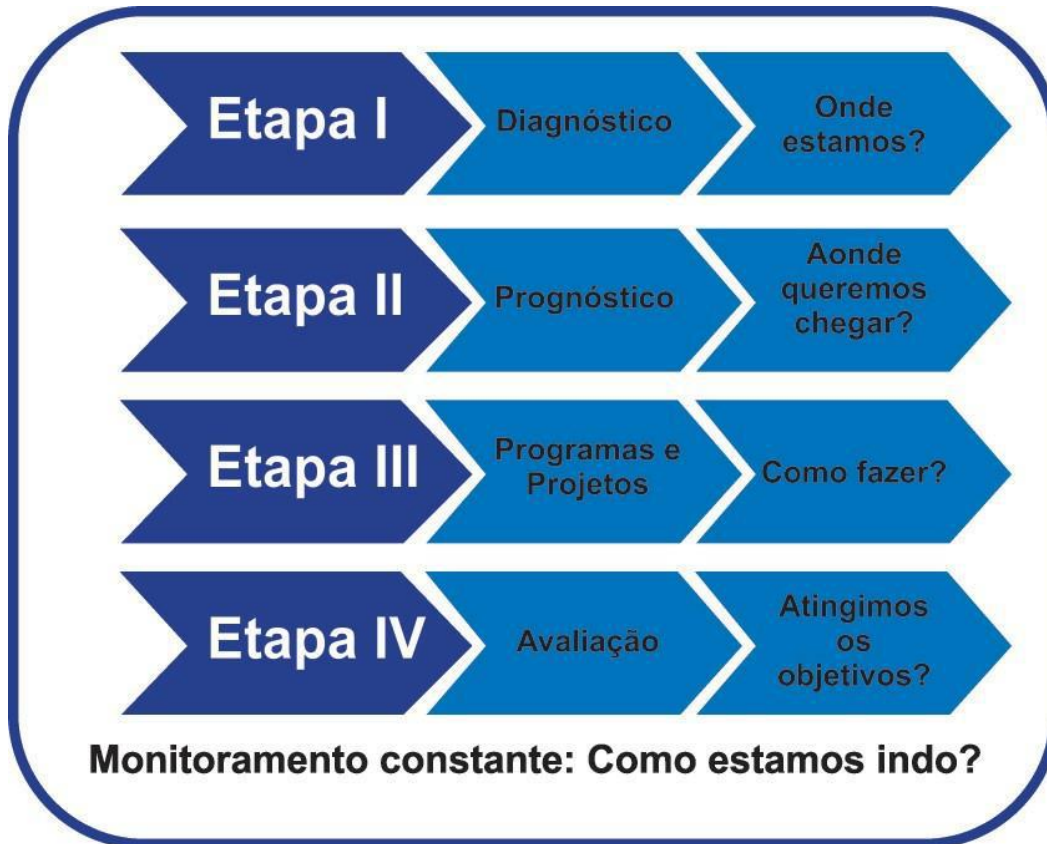 Etapa I
Diagnóstico
Onde
estamos?
Etapa II
Prognóstico
Aonde
queremos
chegar?
Etapa III
Programas e
Projetos
Como fazer?
Etapa IV
Avaliação
Atingimos
os
objetivos?
Monitoramento constante: Como estamos indo?